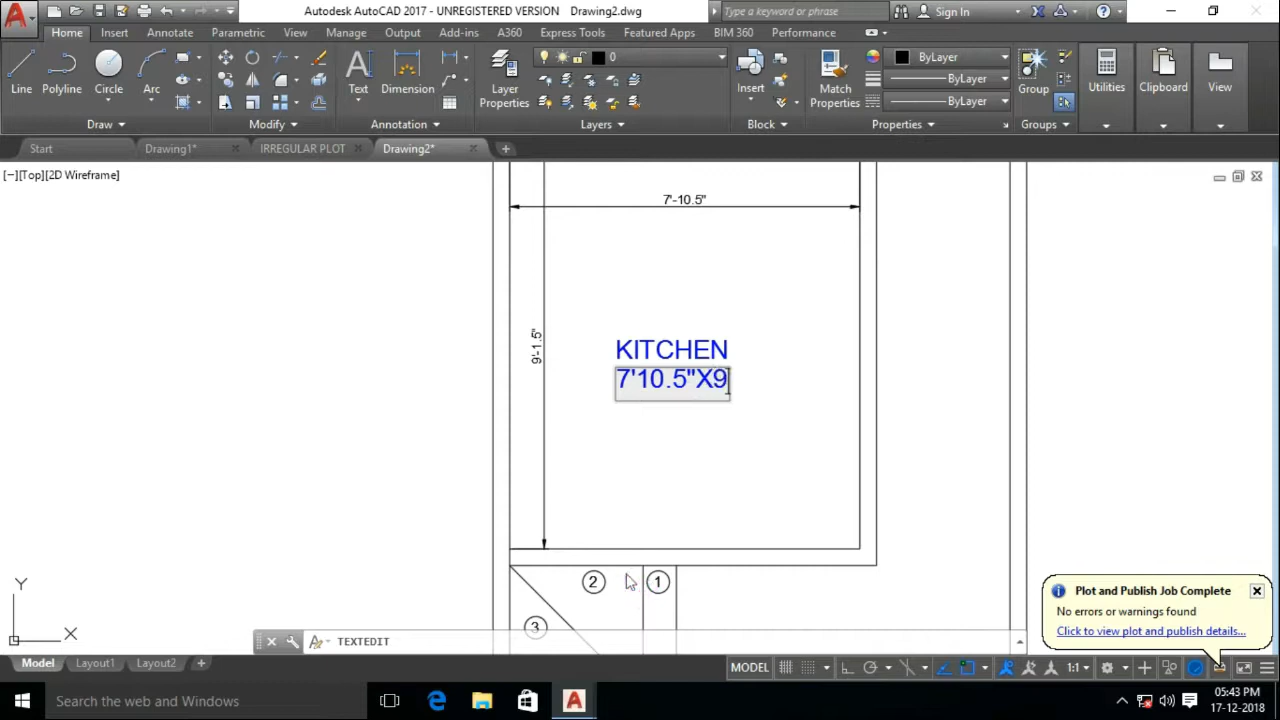 Autodesk AutoCAD 2017 - UNREGISTERED VERSION Drawing2.dwg
Type a keyword or phrase
Sign In
Home Insert Annotate Parametric View Manage Output Add-ins A360 Express Tools Featured Apps BIM 360 Performance
Line Polyline Circle Arc
Text Dimension
Layer Properties
0
Insert
Match Properties
ByLayer
ByLayer
ByLayer
Group
Utilities
Clipboard
View
Draw Modify Annotation Layers Block Properties Groups
Start Drawing1* IRREGULAR PLOT Drawing2*
[−][Top][2D Wireframe]
7'-10.5"
9'-1.5"
KITCHEN
7'10.5"X9
2 1
3
Y
X
TEXTEDIT
Plot and Publish Job Complete
No errors or warnings found
Click to view plot and publish details...
Model Layout1 Layout2
MODEL
1:1
Search the web and Windows
05:43 PM
17-12-2018